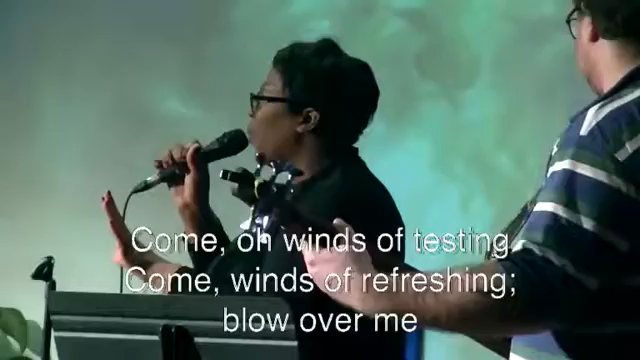 Come, oh winds of testing.
Come, winds of refreshing;
blow over me